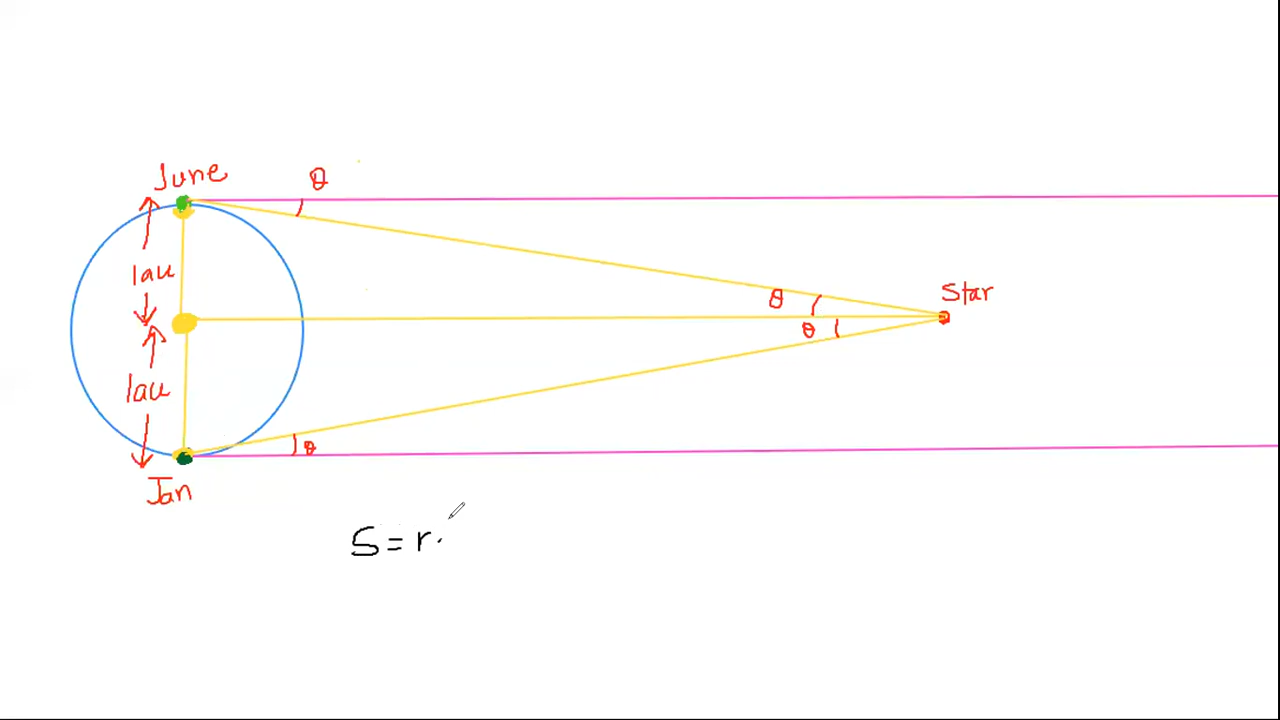 June
θ
1au
Star
θ
θ
1au
θ
Jan
S = r.